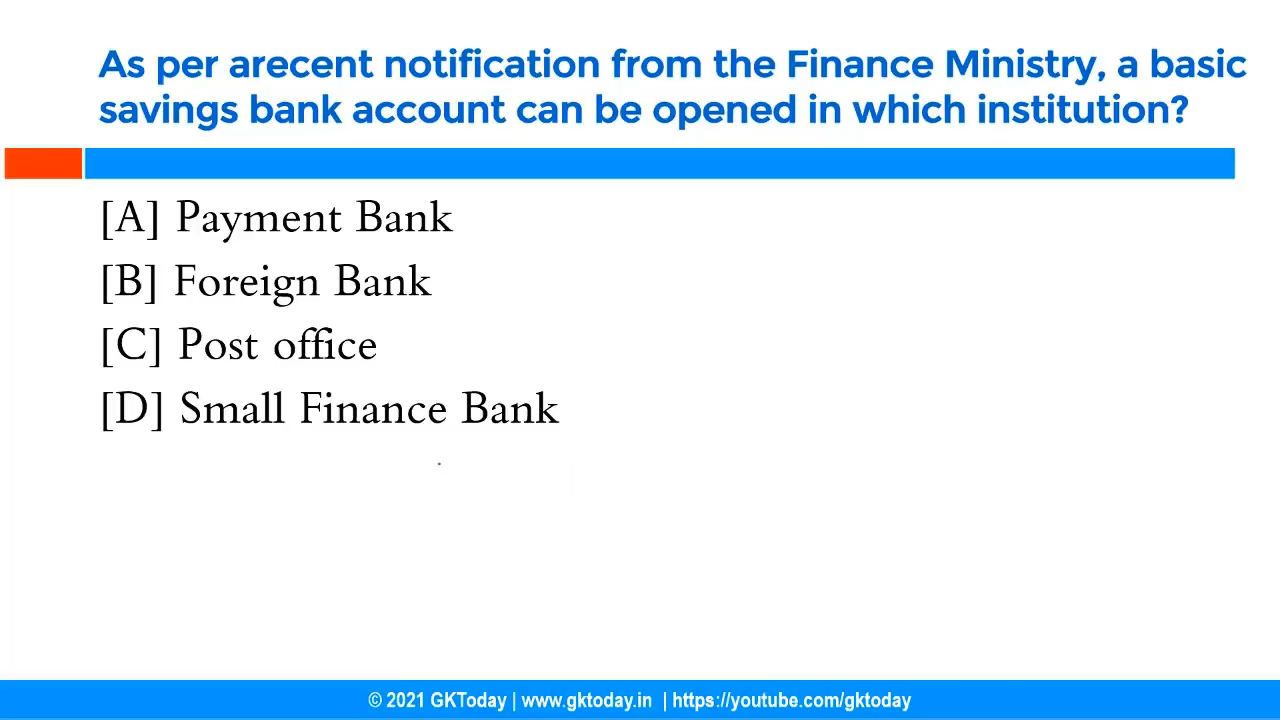 As per arecent notification from the Finance Ministry, a basic
savings bank account can be opened in which institution?
[A] Payment Bank
[B] Foreign Bank
[C] Post office
[D] Small Finance Bank
© 2021 GKToday | www.gktoday.in | https://youtube.com/gktoday